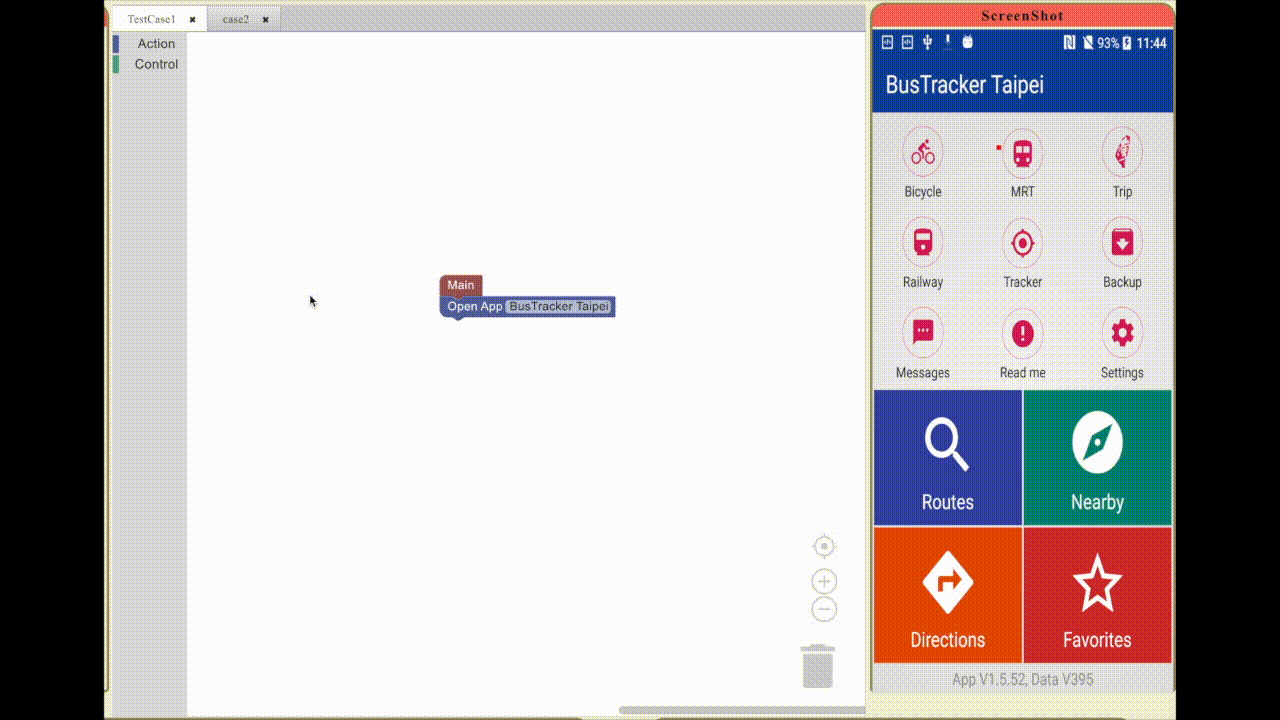 TestCase1 ✖ case2 ✖
Action
Control
Main
Open App BusTracker Taipei
ScreenShot
93% 11:44
BusTracker Taipei
Bicycle MRT Trip
Railway Tracker Backup
Messages Read me Settings
Routes Nearby
Directions Favorites
App V1.5.52, Data V395